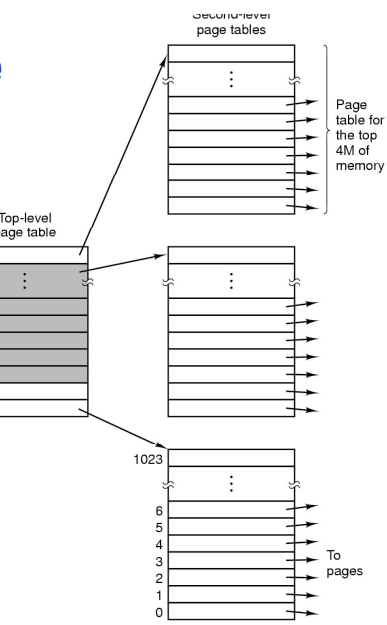 Second-level
page tables
Page
table for
the top
4M of
memory
Top-level
page table
1023
6
5
4
3
2
1
0
To
pages